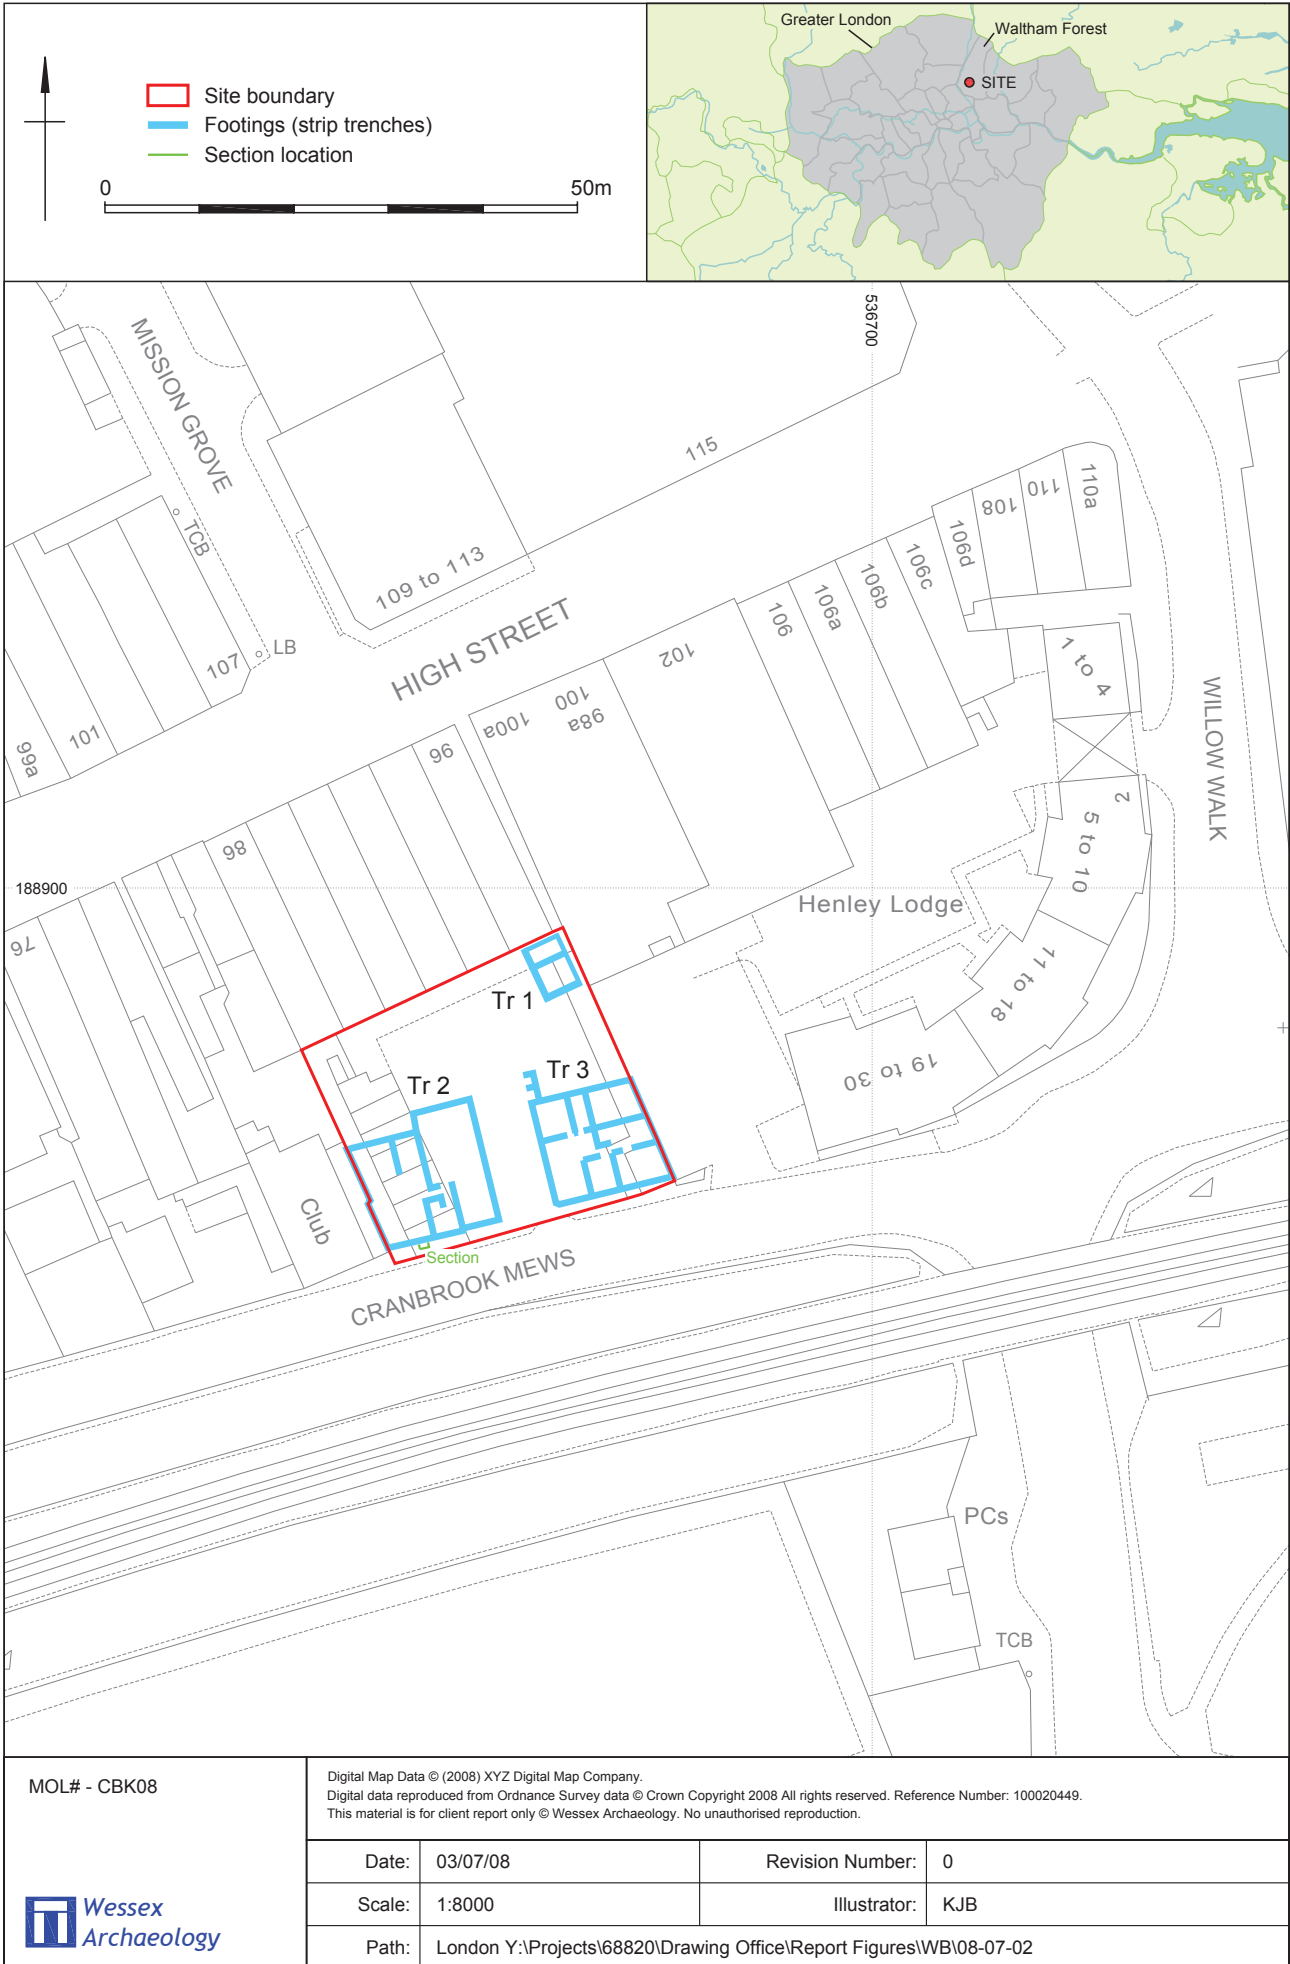 Site boundary
Footings (strip trenches)
Section location
0
50m
Greater London
Waltham Forest
SITE
536700
MISSION GROVE
115
110a
110
108
106d
TCB
109 to 113
106c
106b
106a
106
HIGH STREET
LB
107
102
1 to 4
100
98a
100a
96
101
99a
WILLOW WALK
2
5 to 10
86
188900
Henley Lodge
76
11 to 18
Tr 1
19 to 30
Tr 3
Tr 2
Club
Section
CRANBROOK MEWS
PCs
TCB
MOL# - CBK08
Digital Map Data © (2008) XYZ Digital Map Company.
Digital data reproduced from Ordnance Survey data © Crown Copyright 2008 All rights reserved. Reference Number: 100020449.
This material is for client report only © Wessex Archaeology. No unauthorised reproduction.
Date: 03/07/08 Revision Number: 0
Scale: 1:8000 Illustrator: KJB
Path: London Y:\Projects\68820\Drawing Office\Report Figures\WB\08-07-02
Wessex
Archaeology